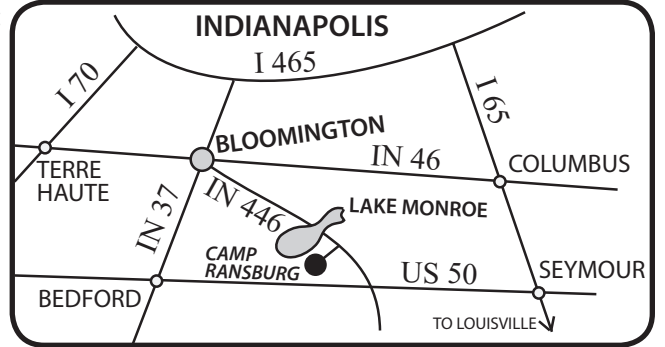 INDIANAPOLIS
I 465
I 70
I 65
BLOOMINGTON
IN 46
TERRE
HAUTE
COLUMBUS
IN 37
IN 446
LAKE MONROE
CAMP
RANSBURG
US 50
SEYMOUR
BEDFORD
TO LOUISVILLE